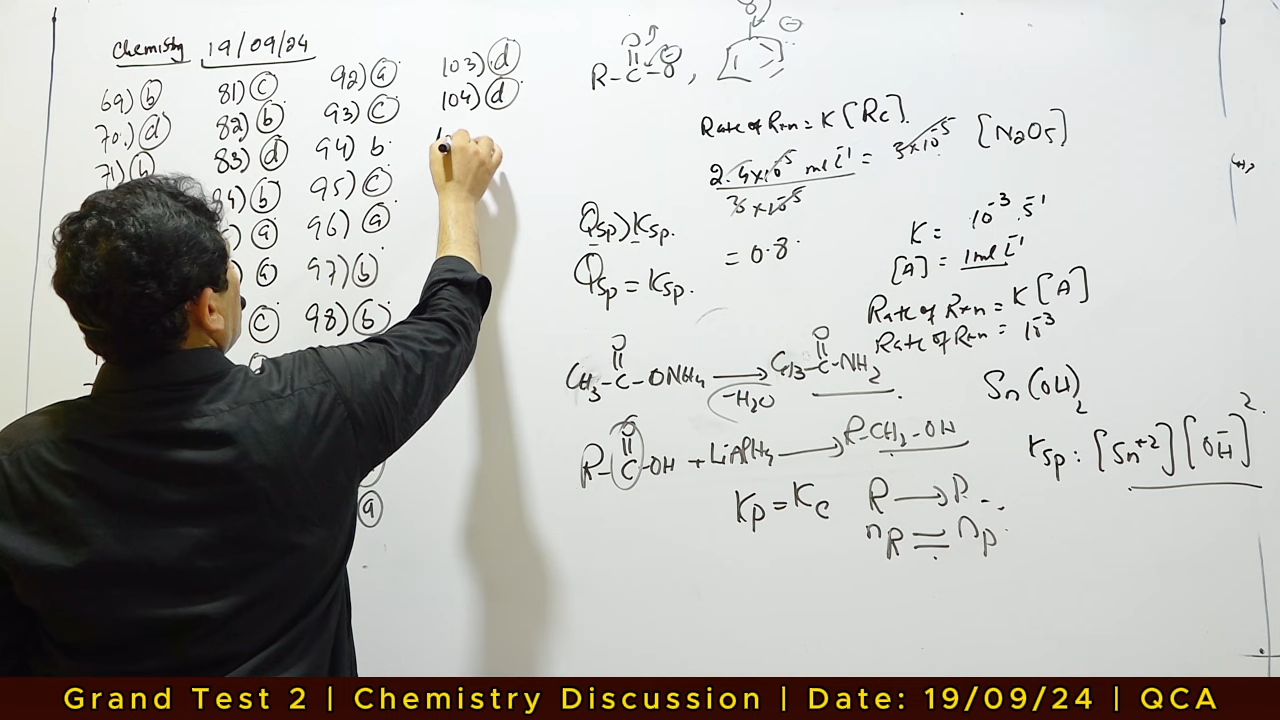 Chemistry 19/09/24
69) b
70.) d
71) b
81) c
82) b
83) d
84) b
a
a
c
92) a
93) c
94) b
95) c
96) a
97) b
98) b
a
103) d
104) d
R-C-O
O
Rate of Rxn = K [Rc].
2.4x10⁻⁵ ml L⁻¹ = 3x10⁻⁵ [N2O5]
3x10⁻⁵
= 0.8
Qsp > Ksp.
Qsp = Ksp.
K = 10⁻³ s⁻¹
[A] = 1 ml L⁻¹
Rate of Rxn = K [A]
Rate of Rxn = 10⁻³
O
CH3-C-ONH4 ⟶ CH3-C-NH2
-H2O
O
R-C-OH + LiAlH4 ⟶ R-CH2-OH
Sn(OH)2
Ksp: [Sn⁺²][OH⁻]².
Kp = Kc
R ⟶ P
nR = nP
Grand Test 2 | Chemistry Discussion | Date: 19/09/24 | QCA